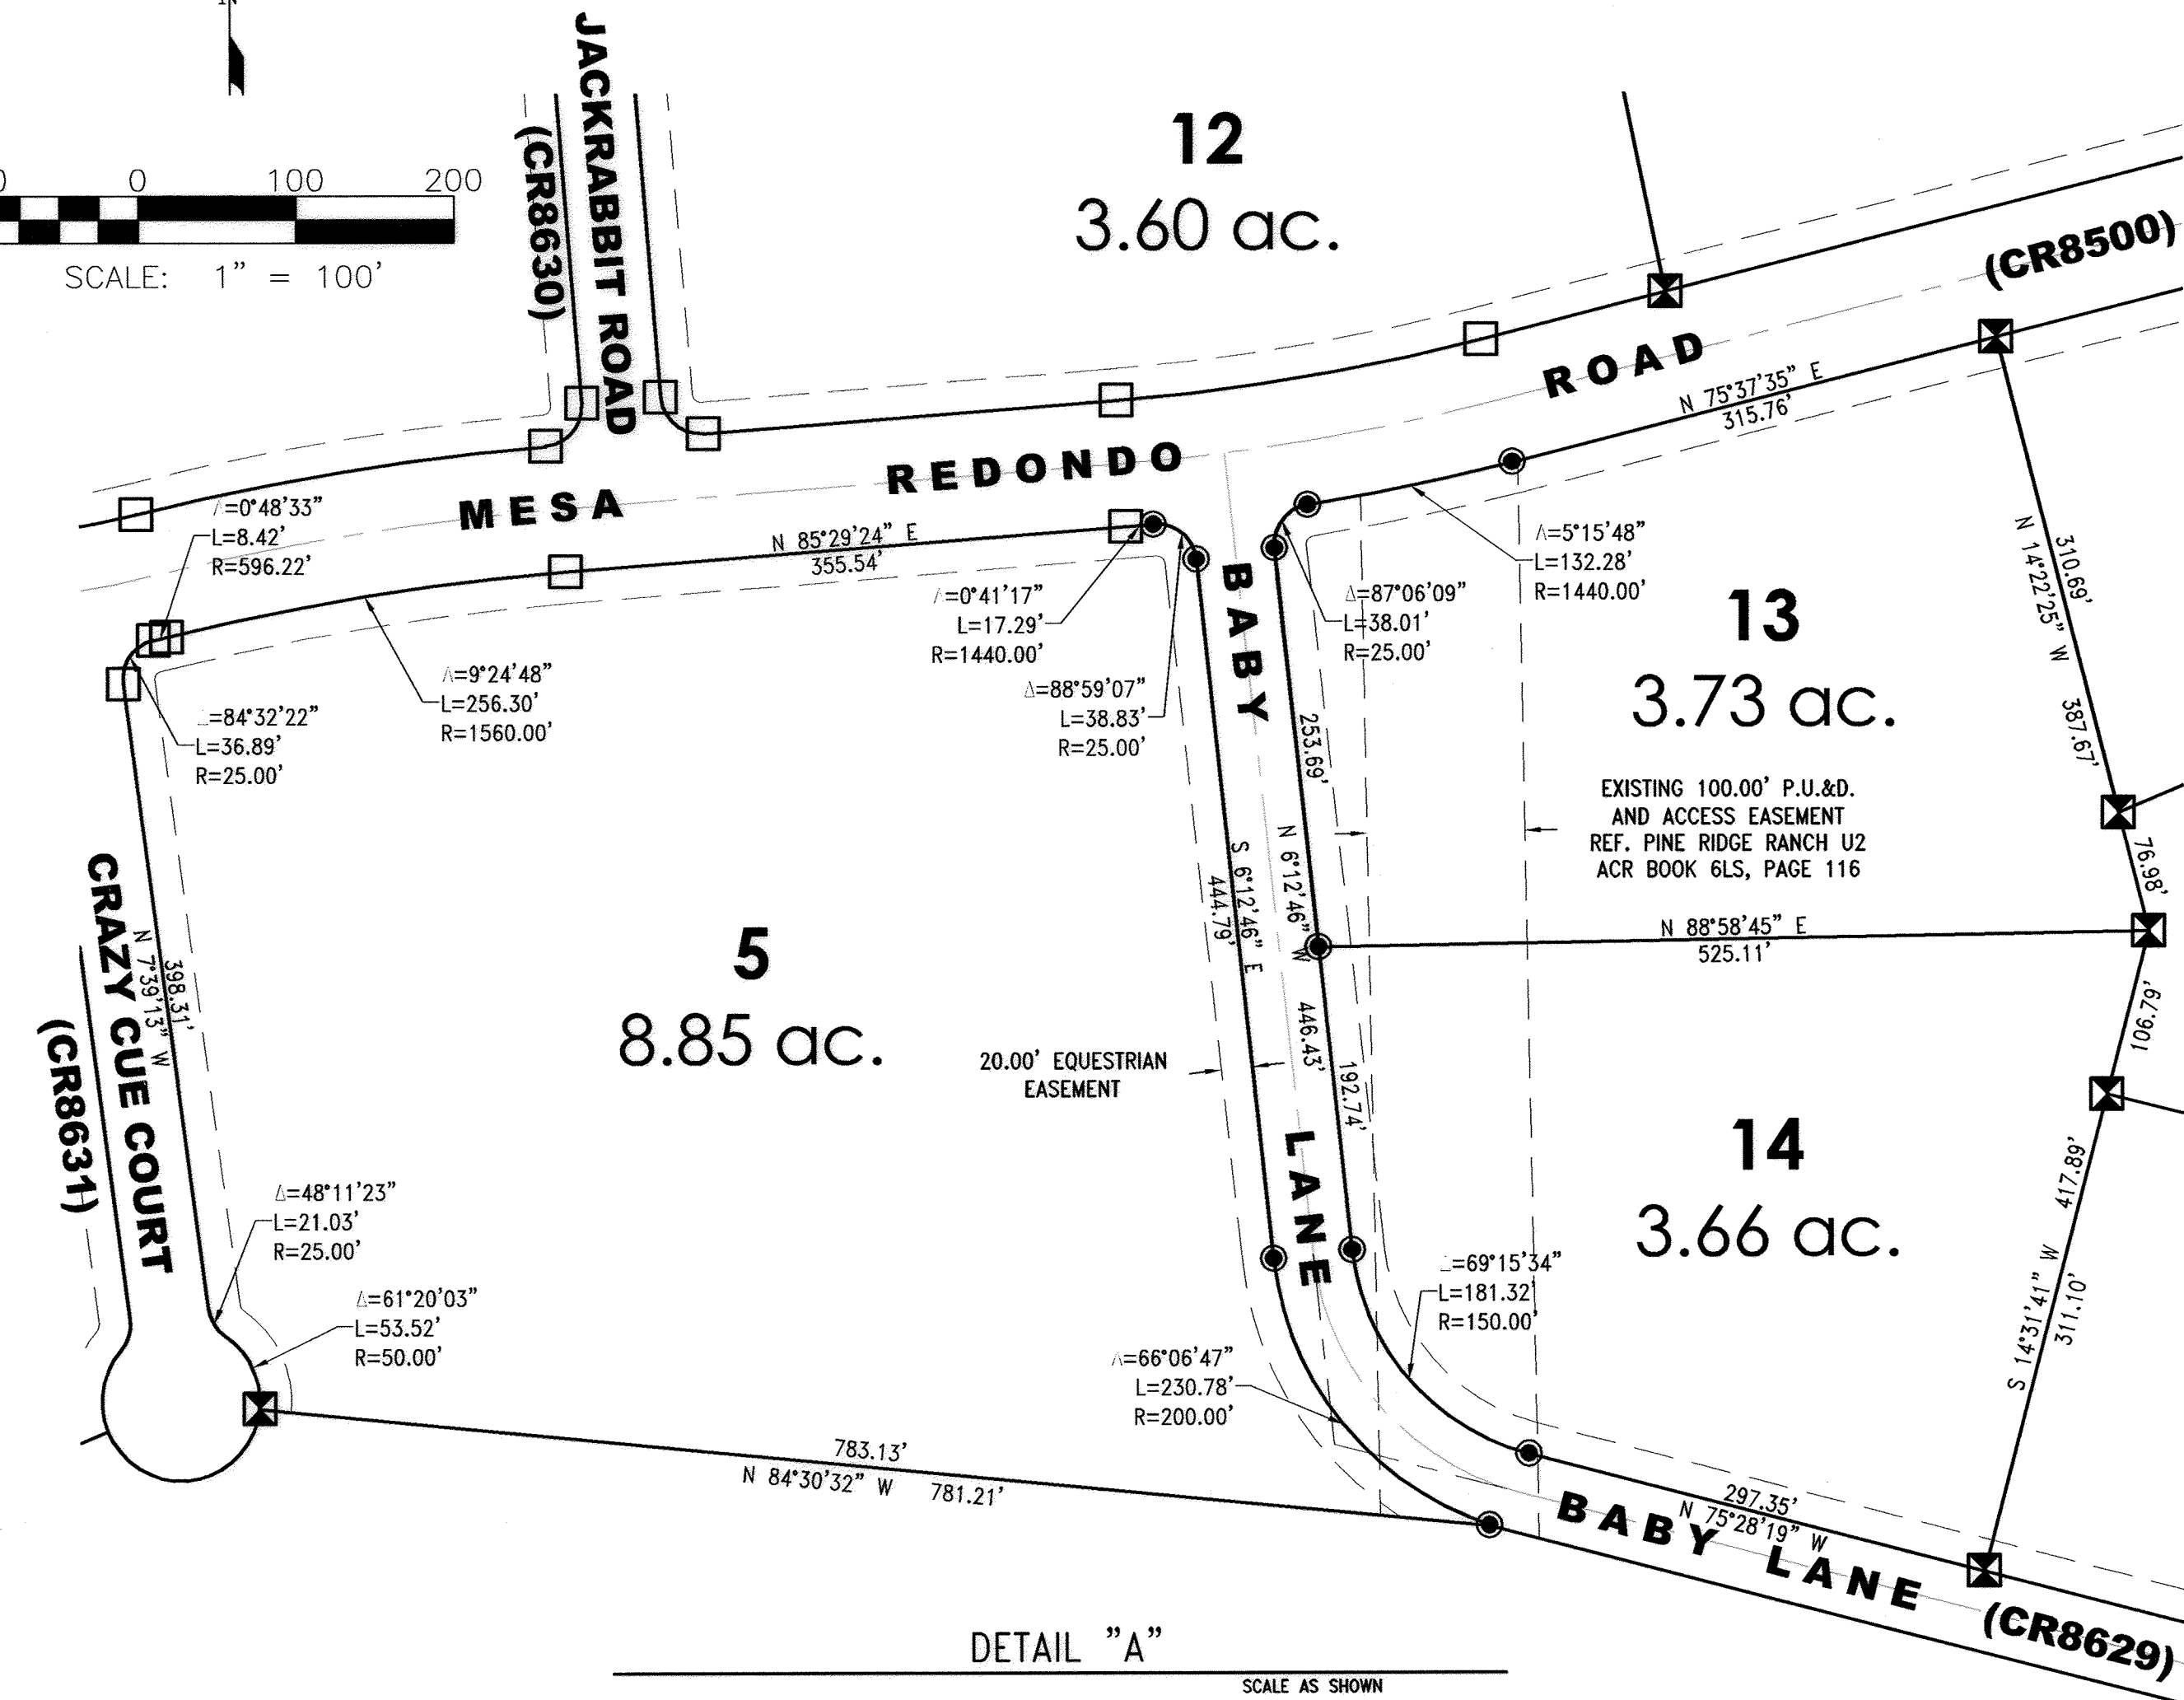 N
0 0 100 200
SCALE: 1" = 100'
JACKRABBIT ROAD
(CR8630)
12
3.60 ac.
(CR8500)
MESA REDONDO ROAD
N 75°37'35" E
315.76'
Δ=0°48'33"
L=8.42'
R=596.22'
N 85°29'24" E
355.54'
Δ=5°15'48"
L=132.28'
R=1440.00'
Δ=0°41'17"
L=17.29'
R=1440.00'
Δ=87°06'09"
L=38.01'
R=25.00'
Δ=9°24'48"
L=256.30'
R=1560.00'
Δ=88°59'07"
L=38.83'
R=25.00'
Δ=84°32'22"
L=36.89'
R=25.00'
13
3.73 ac.
310.69'
N 14°22'25" W 387.67'
76.98'
EXISTING 100.00' P.U.&D.
AND ACCESS EASEMENT
REF. PINE RIDGE RANCH U2
ACR BOOK 6LS, PAGE 116
BABY LANE
253.69'
N 6°12'46" W 446.43'
192.74'
S 6°12'46" E
444.79'
N 88°58'45" E
525.11'
106.79'
CRAZY CUE COURT
(CR8631)
398.31'
N 7°39'13" W
5
8.85 ac.
20.00' EQUESTRIAN
EASEMENT
14
3.66 ac.
S 14°31'41" W 417.89'
311.10'
Δ=48°11'23"
L=21.03'
R=25.00'
Δ=61°20'03"
L=53.52'
R=50.00'
Δ=69°15'34"
L=181.32'
R=150.00'
Δ=66°06'47"
L=230.78'
R=200.00'
783.13'
N 84°30'32" W 781.21'
297.35'
N 75°28'19" W
BABY LANE
(CR8629)
DETAIL "A"
SCALE AS SHOWN